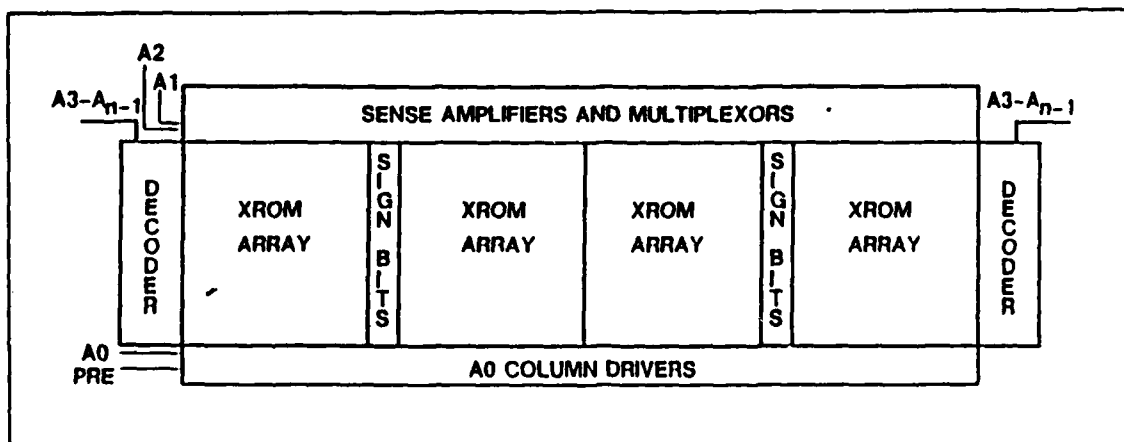 A2
A1
A3-An-1
A3-An-1
SENSE AMPLIFIERS AND MULTIPLEXORS
DECODER
XROM
ARRAY
SIGN BITS
XROM
ARRAY
XROM
ARRAY
SIGN BITS
XROM
ARRAY
DECODER
A0
PRE
A0 COLUMN DRIVERS